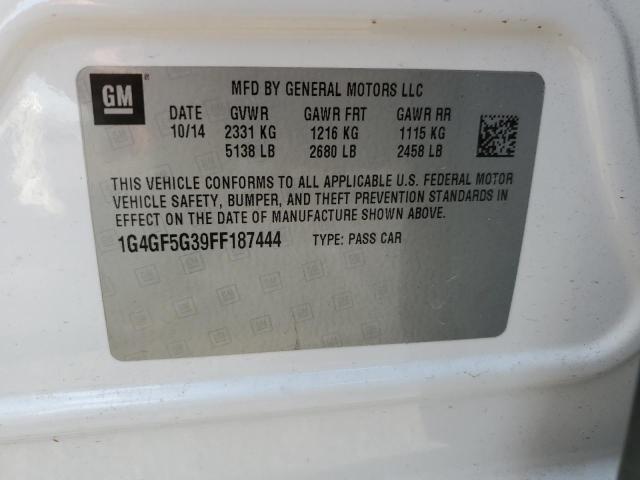 GM
MFD BY GENERAL MOTORS LLC
DATE GVWR GAWR FRT GAWR RR
10/14 2331 KG 1216 KG 1115 KG
5138 LB 2680 LB 2458 LB
THIS VEHICLE CONFORMS TO ALL APPLICABLE U.S. FEDERAL MOTOR
VEHICLE SAFETY, BUMPER, AND THEFT PREVENTION STANDARDS IN
EFFECT ON THE DATE OF MANUFACTURE SHOWN ABOVE.
1G4GF5G39FF187444 TYPE: PASS CAR